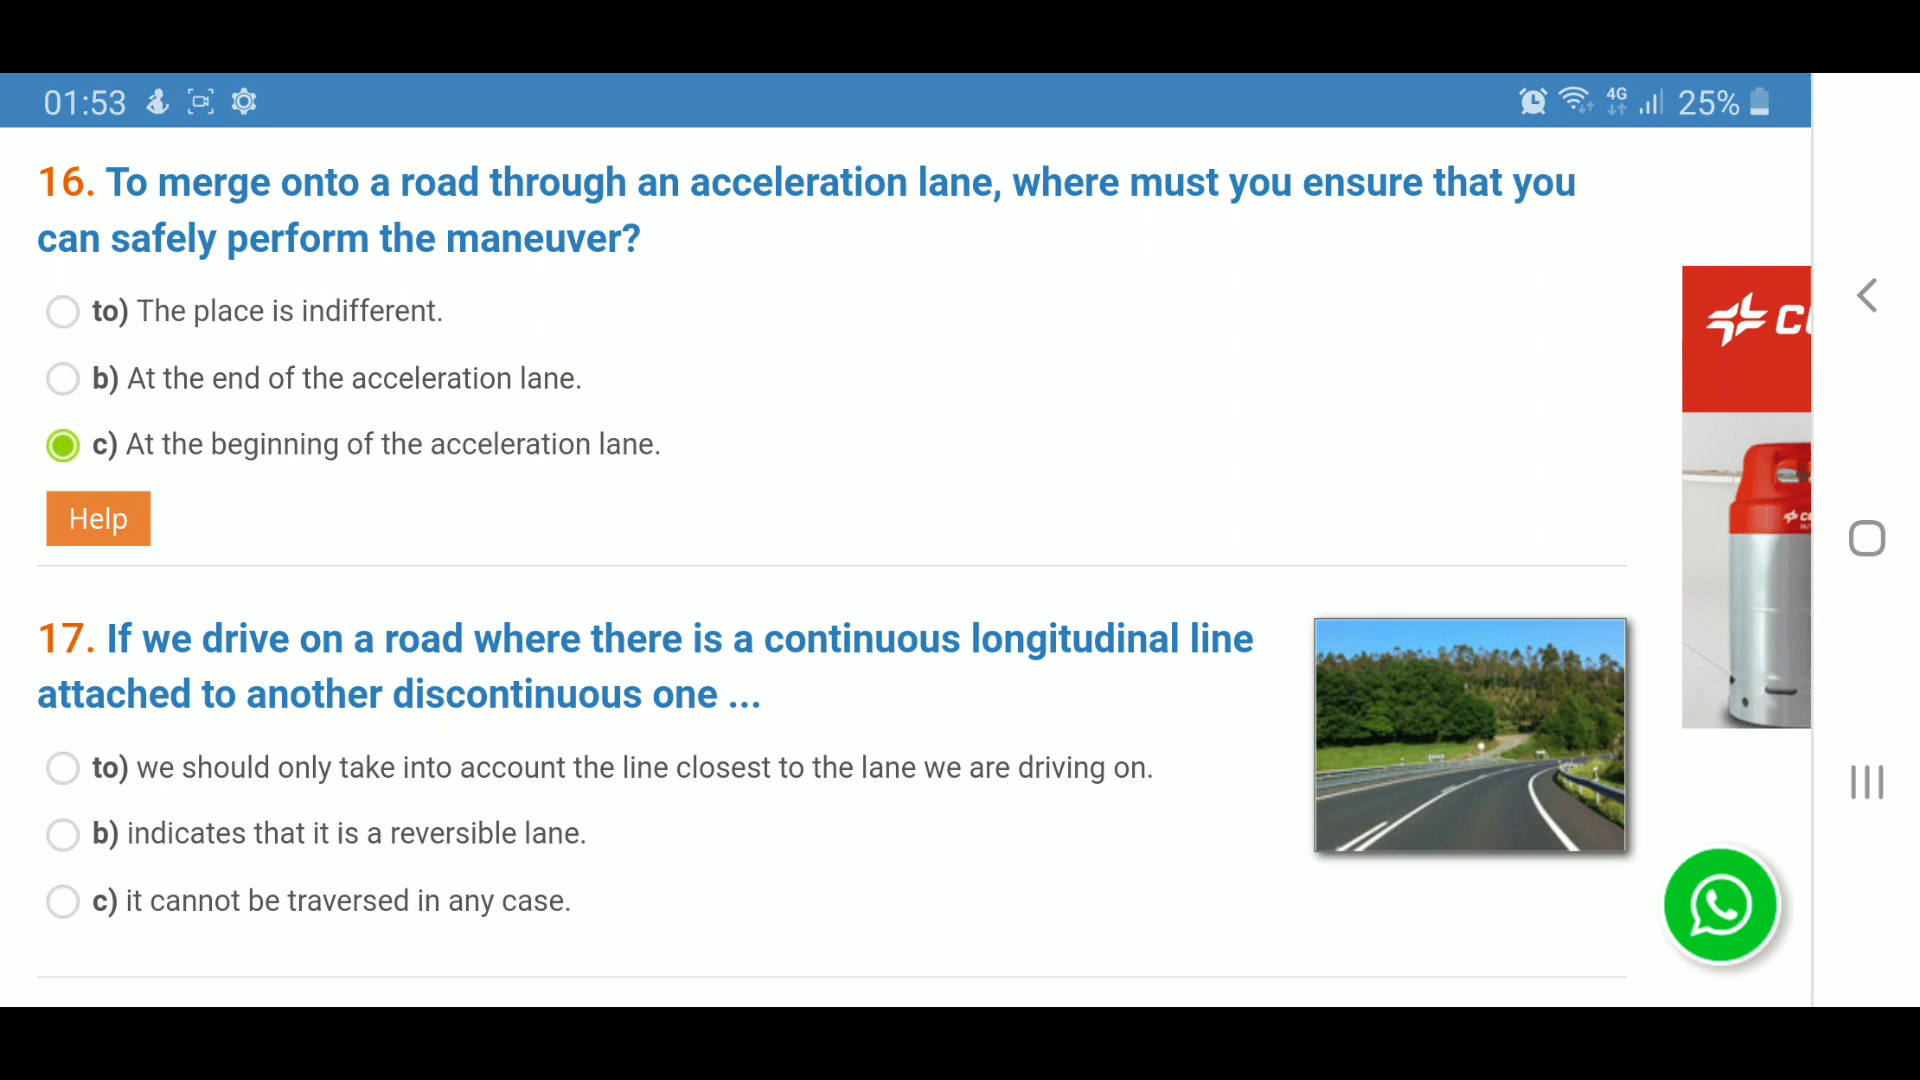 01:53
4G
25%
16. To merge onto a road through an acceleration lane, where must you ensure that you
can safely perform the maneuver?
to) The place is indifferent.
b) At the end of the acceleration lane.
c) At the beginning of the acceleration lane.
Help
17. If we drive on a road where there is a continuous longitudinal line
attached to another discontinuous one ...
to) we should only take into account the line closest to the lane we are driving on.
b) indicates that it is a reversible lane.
c) it cannot be traversed in any case.